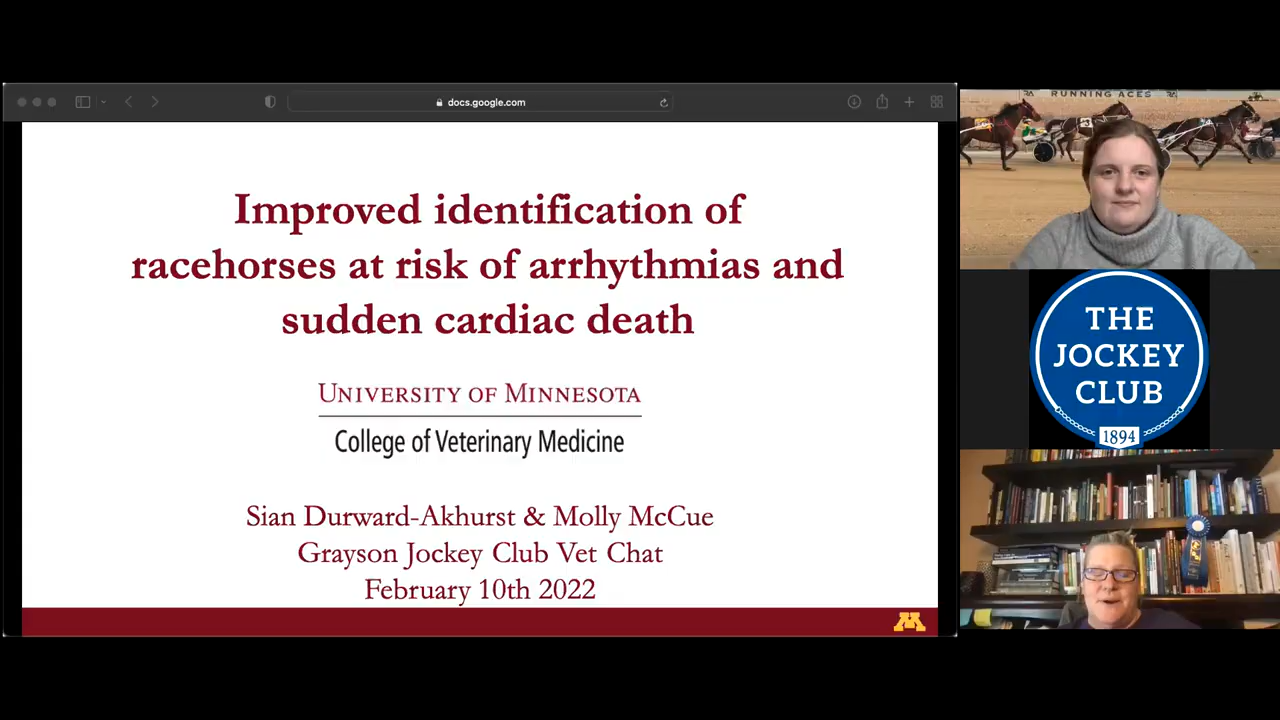 docs.google.com
Improved identification of
racehorses at risk of arrhythmias and
sudden cardiac death
UNIVERSITY OF MINNESOTA
College of Veterinary Medicine
Sian Durward-Akhurst & Molly McCue
Grayson Jockey Club Vet Chat
February 10th 2022
M
RUNNING ACES
THE
JOCKEY
CLUB
1894